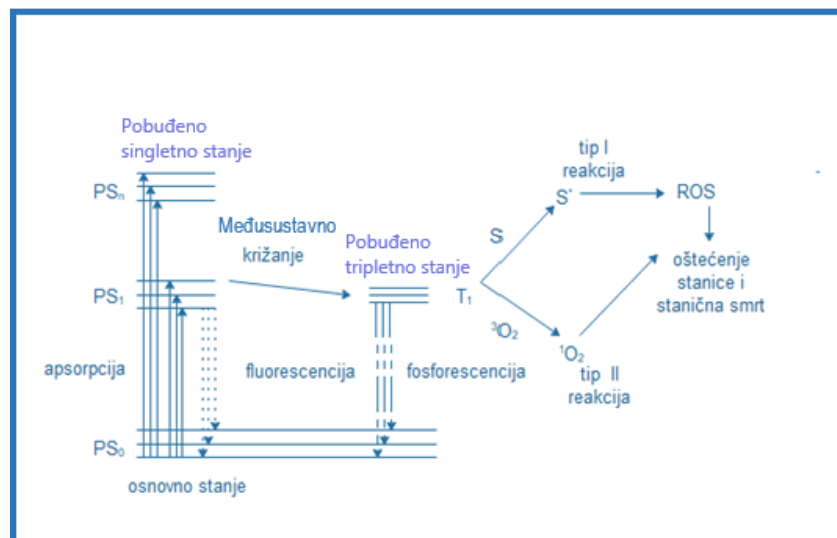 Pobuđeno
singletno stanje
PSₙ
Međusustavno
križanje
Pobuđeno
tripletno stanje
PS₁
T₁
S
³O₂
tip I
reakcija
S*
ROS
oštećenje
stanice i
stanična smrt
¹O₂
tip II
reakcija
apsorpcija
fluorescencija
fosforescencija
PS₀
osnovno stanje